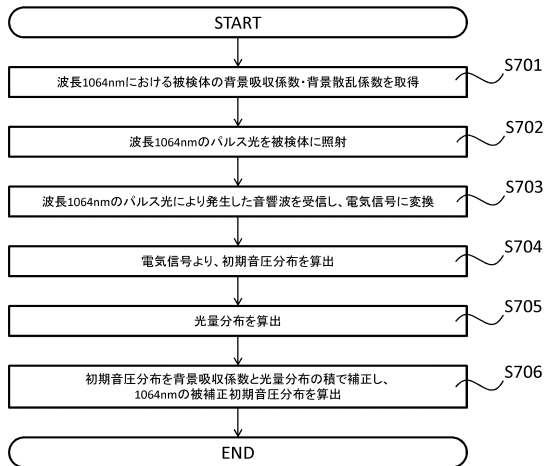 START
S701
波長1064nmにおける被検体の背景吸収係数・背景散乱係数を取得
S702
波長1064nmのパルス光を被検体に照射
S703
波長1064nmのパルス光により発生した音響波を受信し、電気信号に変換
S704
電気信号より、初期音圧分布を算出
S705
光量分布を算出
S706
初期音圧分布を背景吸収係数と光量分布の積で補正し、
1064nmの被補正初期音圧分布を算出
END